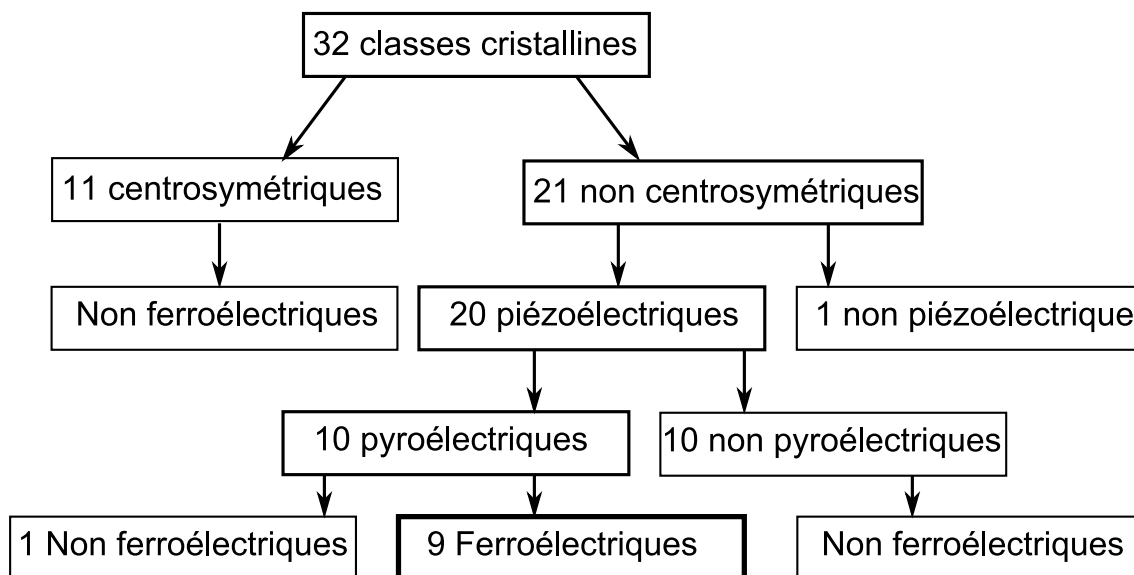 32 classes cristallines
11 centrosymétriques
21 non centrosymétriques
Non ferroélectriques
20 piézoélectriques
1 non piézoélectrique
10 pyroélectriques
10 non pyroélectriques
1 Non ferroélectriques
9 Ferroélectriques
Non ferroélectriques